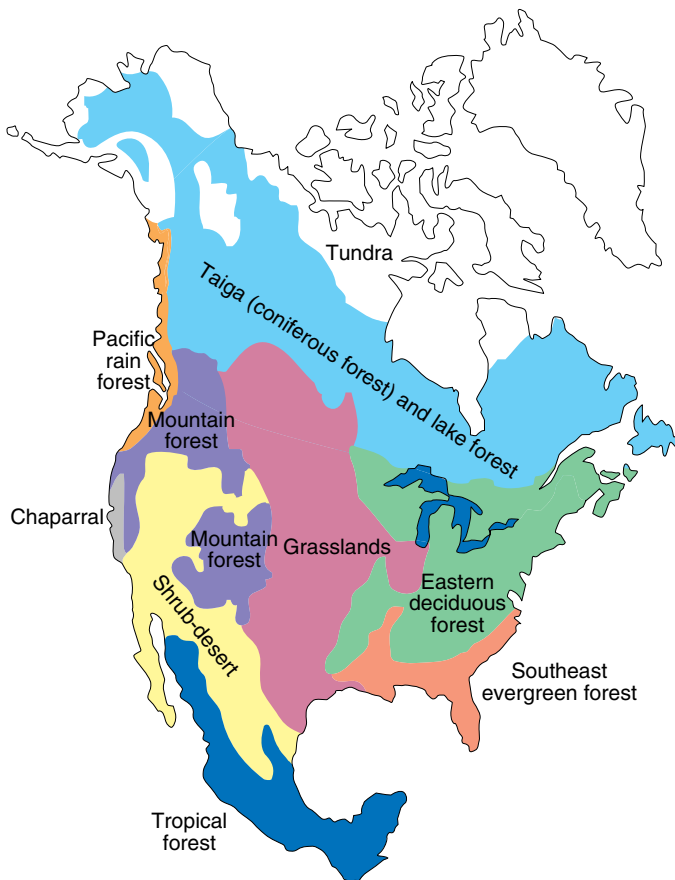 Tundra
Taiga (coniferous forest) and lake forest
Pacific
rain
forest
Mountain
forest
Chaparral
Mountain
forest
Grasslands
Eastern
deciduous
forest
Shrub-desert
Southeast
evergreen forest
Tropical
forest